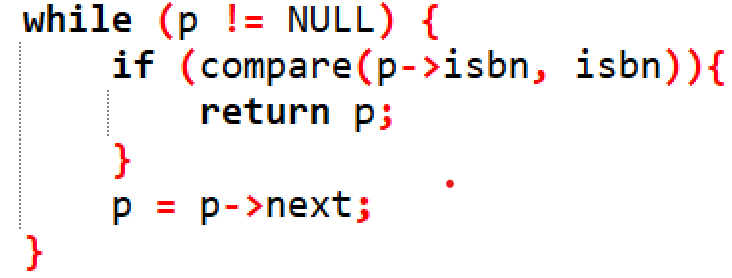 while (p != NULL) {
    if (compare(p->isbn, isbn)){
        return p;
    }
    p = p->next;
}